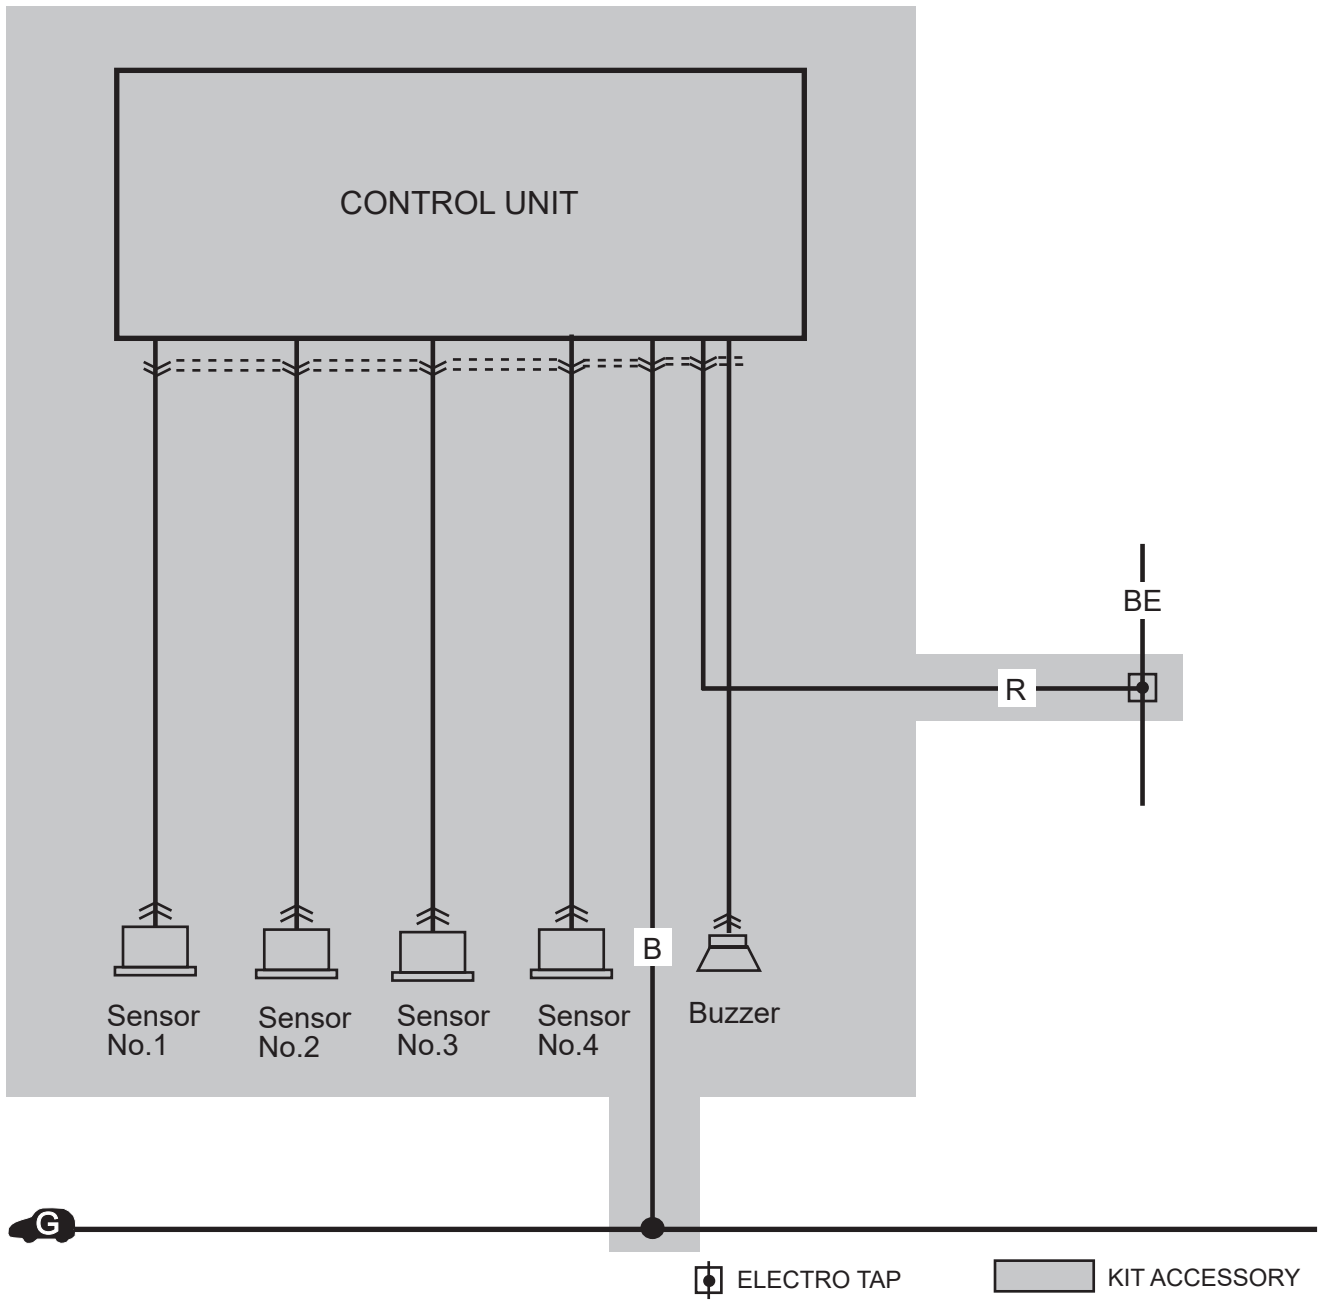 CONTROL UNIT
BE
R
B
Sensor
No.1
Sensor
No.2
Sensor
No.3
Sensor
No.4
Buzzer
G
ELECTRO TAP
KIT ACCESSORY